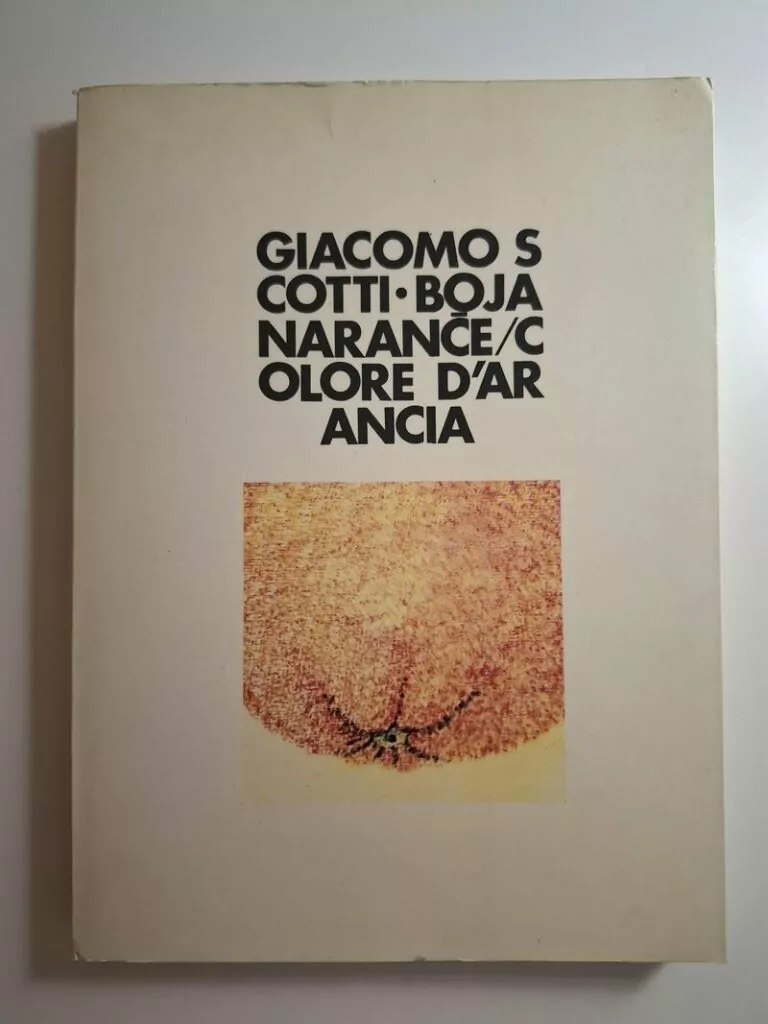 GIACOMO S
COTTI • BOJA
NARANČE/C
OLORE D'AR
ANCIA